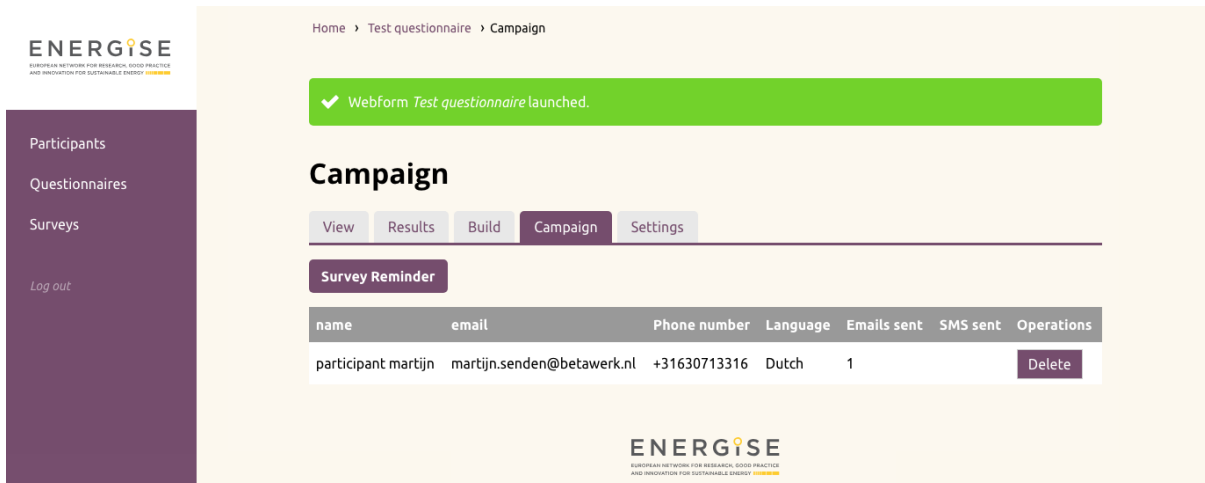 ENERGISE
EUROPEAN NETWORK FOR RESEARCH, GOOD PRACTICE
AND INNOVATION FOR SUSTAINABLE ENERGY
Participants
Questionnaires
Surveys
Log out
Home › Test questionnaire › Campaign
Webform Test questionnaire launched.
Campaign
View Results Build Campaign Settings
Survey Reminder
name email Phone number Language Emails sent SMS sent Operations
participant martijn martijn.senden@betawerk.nl +31630713316 Dutch 1 Delete
ENERGISE
EUROPEAN NETWORK FOR RESEARCH, GOOD PRACTICE
AND INNOVATION FOR SUSTAINABLE ENERGY